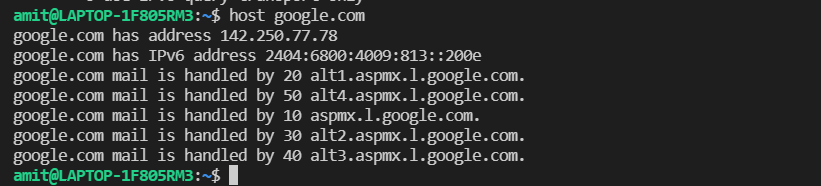 amit@LAPTOP-1F805RM3:~$ host google.com
google.com has address 142.250.77.78
google.com has IPv6 address 2404:6800:4009:813::200e
google.com mail is handled by 20 alt1.aspmx.l.google.com.
google.com mail is handled by 50 alt4.aspmx.l.google.com.
google.com mail is handled by 10 aspmx.l.google.com.
google.com mail is handled by 30 alt2.aspmx.l.google.com.
google.com mail is handled by 40 alt3.aspmx.l.google.com.
amit@LAPTOP-1F805RM3:~$